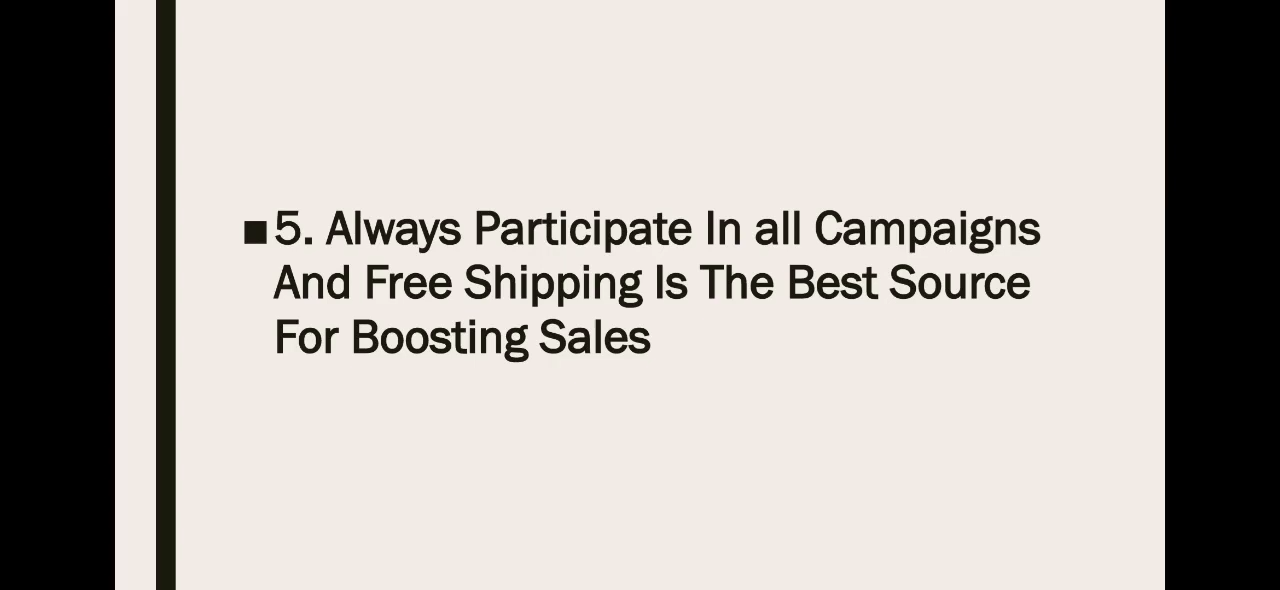 ■ 5. Always Participate In all Campaigns
And Free Shipping Is The Best Source
For Boosting Sales